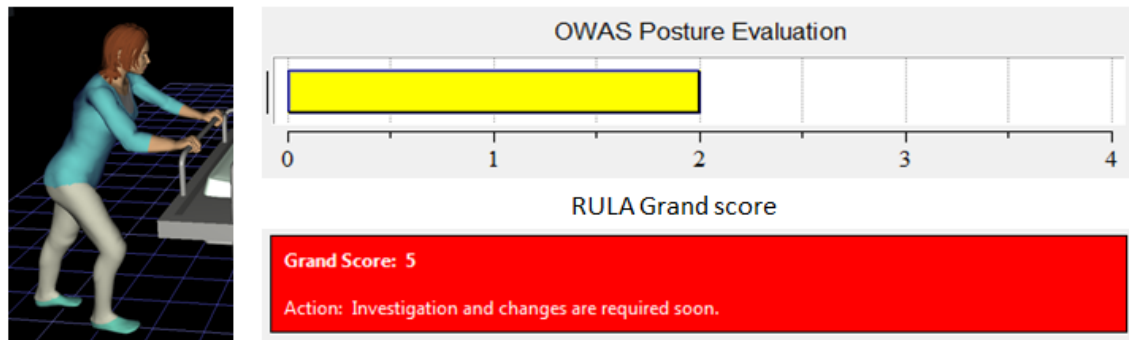 OWAS Posture Evaluation
0 1 2 3 4
RULA Grand score
Grand Score: 5
Action: Investigation and changes are required soon.